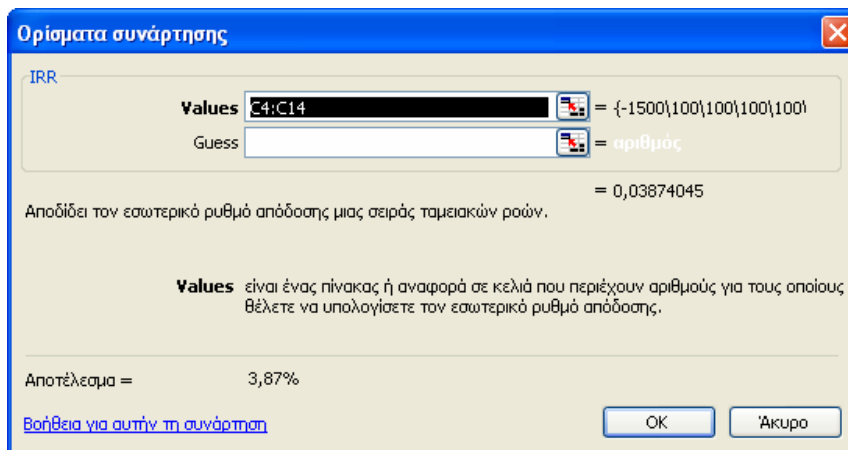 Ορίσματα συνάρτησης
IRR
Values C4:C14 = {-1500\100\100\100\100\
Guess = αριθμός
= 0,03874045
Αποδίδει τον εσωτερικό ρυθμό απόδοσης μιας σειράς ταμειακών ροών.
Values είναι ένας πίνακας ή αναφορά σε κελιά που περιέχουν αριθμούς για τους οποίους
θέλετε να υπολογίσετε τον εσωτερικό ρυθμό απόδοσης.
Αποτέλεσμα = 3,87%
Βοήθεια για αυτήν τη συνάρτηση OK Άκυρο